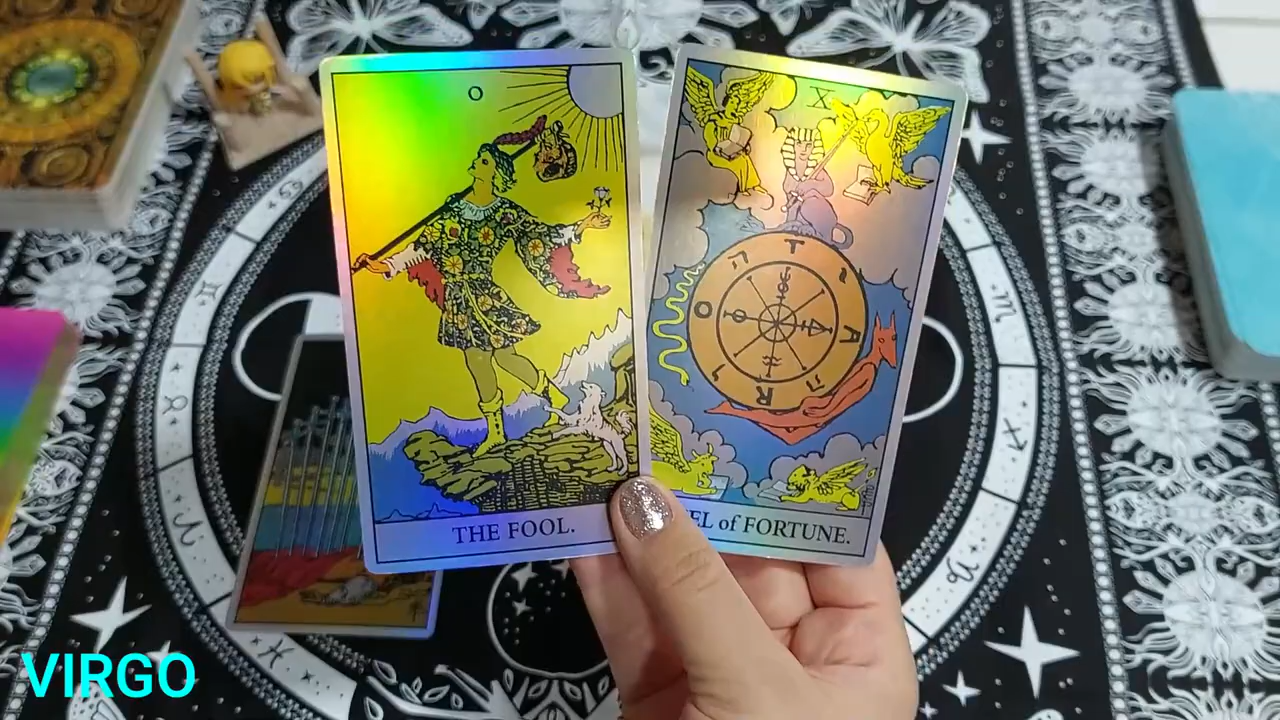 O
X
THE FOOL.
EL of FORTUNE.
T
A
R
O
VIRGO